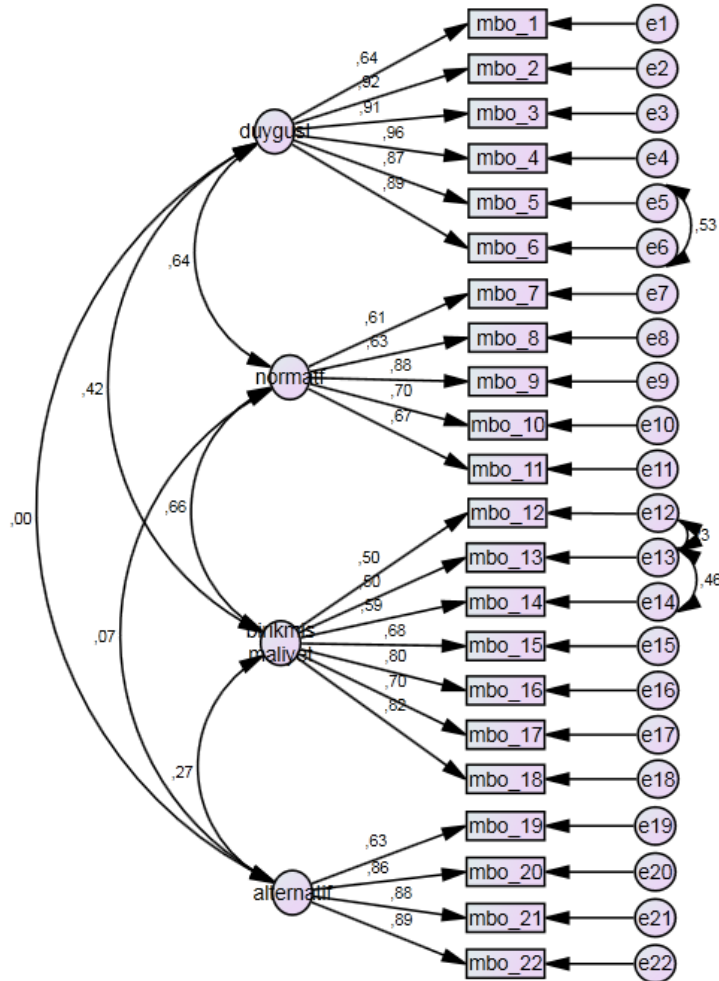 mbo_1
e1
,64
mbo_2
e2
,92
mbo_3
e3
,91
duygusl
mbo_4
e4
,96
mbo_5
e5
,87
,53
mbo_6
e6
,89
,64
mbo_7
e7
,61
mbo_8
e8
,63
normatf
mbo_9
e9
,88
,42
mbo_10
e10
,70
mbo_11
e11
,67
,66
mbo_12
e12
,50
mbo_13
e13
,00
mbo_14
e14
,46
,59
birikmis
maliyet
mbo_15
e15
,68
,07
mbo_16
e16
,80
mbo_17
e17
,70
,27
mbo_18
e18
,82
mbo_19
e19
,63
mbo_20
e20
,86
alternatif
mbo_21
e21
,88
mbo_22
e22
,89